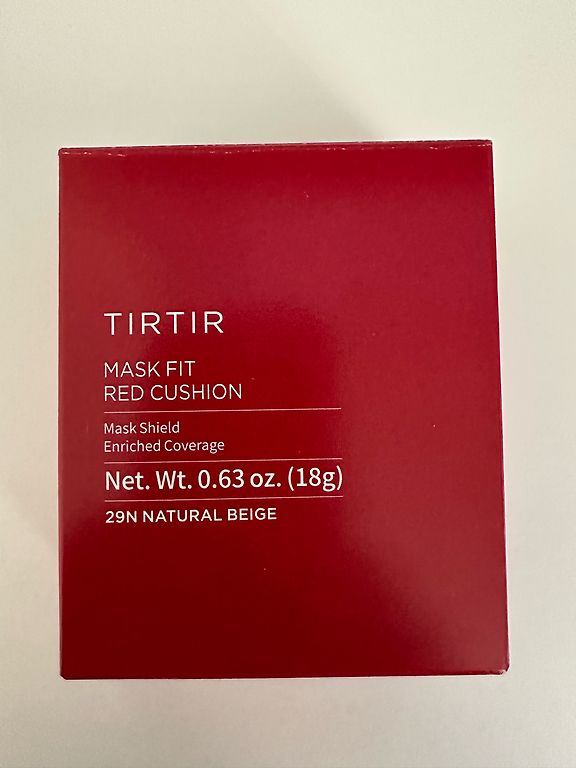 TIRTIR
MASK FIT
RED CUSHION
Mask Shield
Enriched Coverage
Net. Wt. 0.63 oz. (18g)
29N NATURAL BEIGE